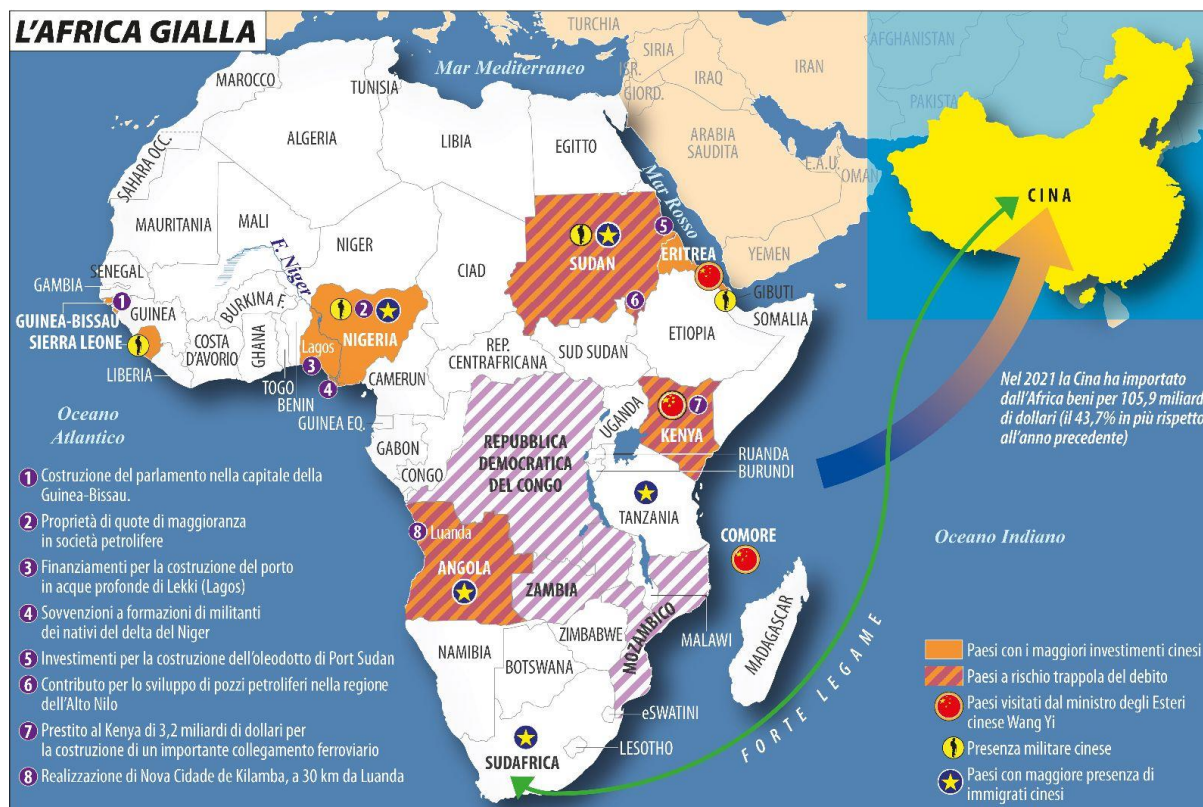 L'AFRICA GIALLA
TURCHIA
SIRIA
ISR.
GIORD.
IRAQ
IRAN
ARABIA
SAUDITA
E.A.U.
OMAN
YEMEN
AFGHANISTAN
PAKISTAN
CINA
Mar Mediterraneo
Mar Rosso
MAROCCO
TUNISIA
ALGERIA
LIBIA
EGITTO
SAHARA OCC.
MAURITANIA
MALI
NIGER
CIAD
SUDAN
5
ERITREA
6
GIBUTI
SOMALIA
ETIOPIA
F. Niger
SENEGAL
GAMBIA
1
GUINEA
GUINEA-BISSAU
SIERRA LEONE
LIBERIA
COSTA
D'AVORIO
BURKINA F.
GHANA
TOGO
BENIN
2
NIGERIA
Lagos
3
4
GUINEA EQ.
CAMERUN
REP.
CENTRAFRICANA
SUD SUDAN
UGANDA
7
KENYA
RUANDA
BURUNDI
GABON
CONGO
REPUBBLICA
DEMOCRATICA
DEL CONGO
TANZANIA
COMORE
8 Luanda
ANGOLA
ZAMBIA
MALAWI
MOZAMBICO
ZIMBABWE
NAMIBIA
BOTSWANA
MADAGASCAR
eSWATINI
LESOTHO
SUDAFRICA
Oceano
Atlantico
Oceano Indiano
FORTE LEGAME
Nel 2021 la Cina ha importato
dall'Africa beni per 105,9 miliardi
di dollari (il 43,7% in più rispetto
all'anno precedente)
1 Costruzione del parlamento nella capitale della
Guinea-Bissau.
2 Proprietà di quote di maggioranza
in società petrolifere
3 Finanziamenti per la costruzione del porto
in acque profonde di Lekki (Lagos)
4 Sovvenzioni a formazioni di militanti
dei nativi del delta del Niger
5 Investimenti per la costruzione dell'oleodotto di Port Sudan
6 Contributo per lo sviluppo di pozzi petroliferi nella regione
dell'Alto Nilo
7 Prestito al Kenya di 3,2 miliardi di dollari per
la costruzione di un importante collegamento ferroviario
8 Realizzazione di Nova Cidade de Kilamba, a 30 km da Luanda
Paesi con i maggiori investimenti cinesi
Paesi a rischio trappola del debito
Paesi visitati dal ministro degli Esteri
cinese Wang Yi
Presenza militare cinese
Paesi con maggiore presenza di
immigrati cinesi